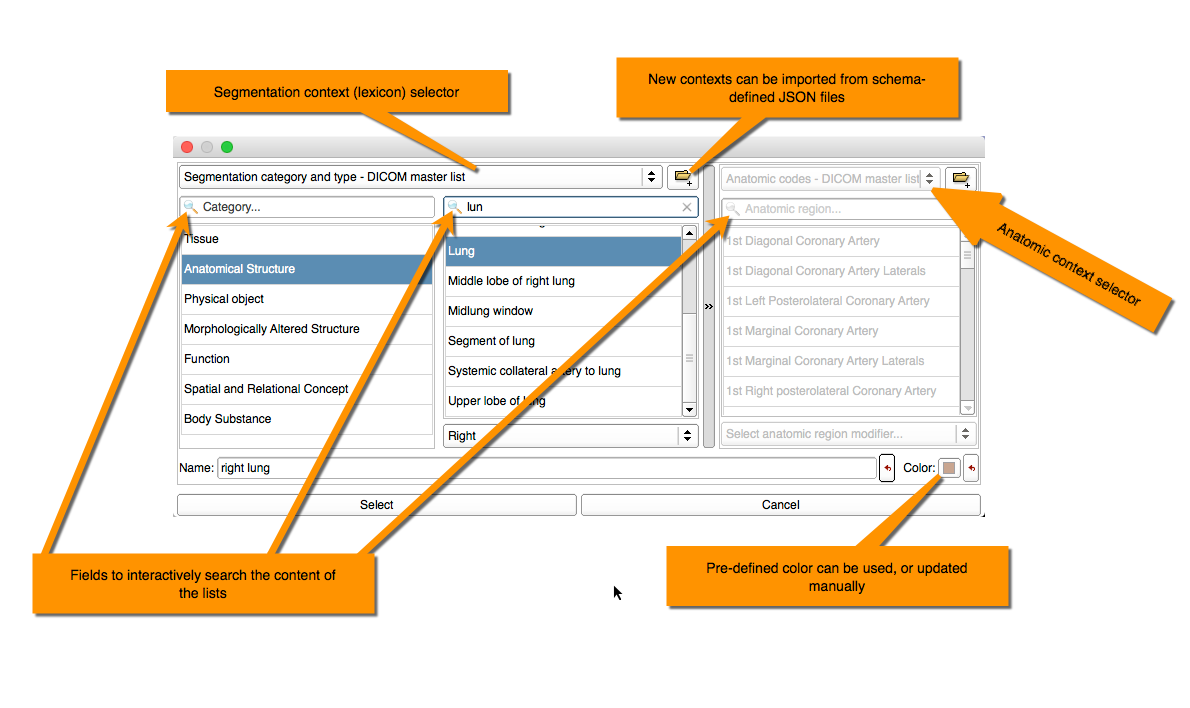 Segmentation context (lexicon) selector
New contexts can be imported from schema-
defined JSON files
Segmentation category and type - DICOM master list
Anatomic codes - DICOM master list
Category...
lun
Anatomic region...
Tissue
Anatomical Structure
Physical object
Morphologically Altered Structure
Function
Spatial and Relational Concept
Body Substance
Lung
Middle lobe of right lung
Midlung window
Segment of lung
Systemic collateral artery to lung
Upper lobe of lung
Right
»
1st Diagonal Coronary Artery
1st Diagonal Coronary Artery Laterals
1st Left Posterolateral Coronary Artery
1st Marginal Coronary Artery
1st Marginal Coronary Artery Laterals
1st Right posterolateral Coronary Artery
Select anatomic region modifier...
Anatomic context selector
Name: right lung
Color:
Select
Cancel
Fields to interactively search the content of
the lists
Pre-defined color can be used, or updated
manually